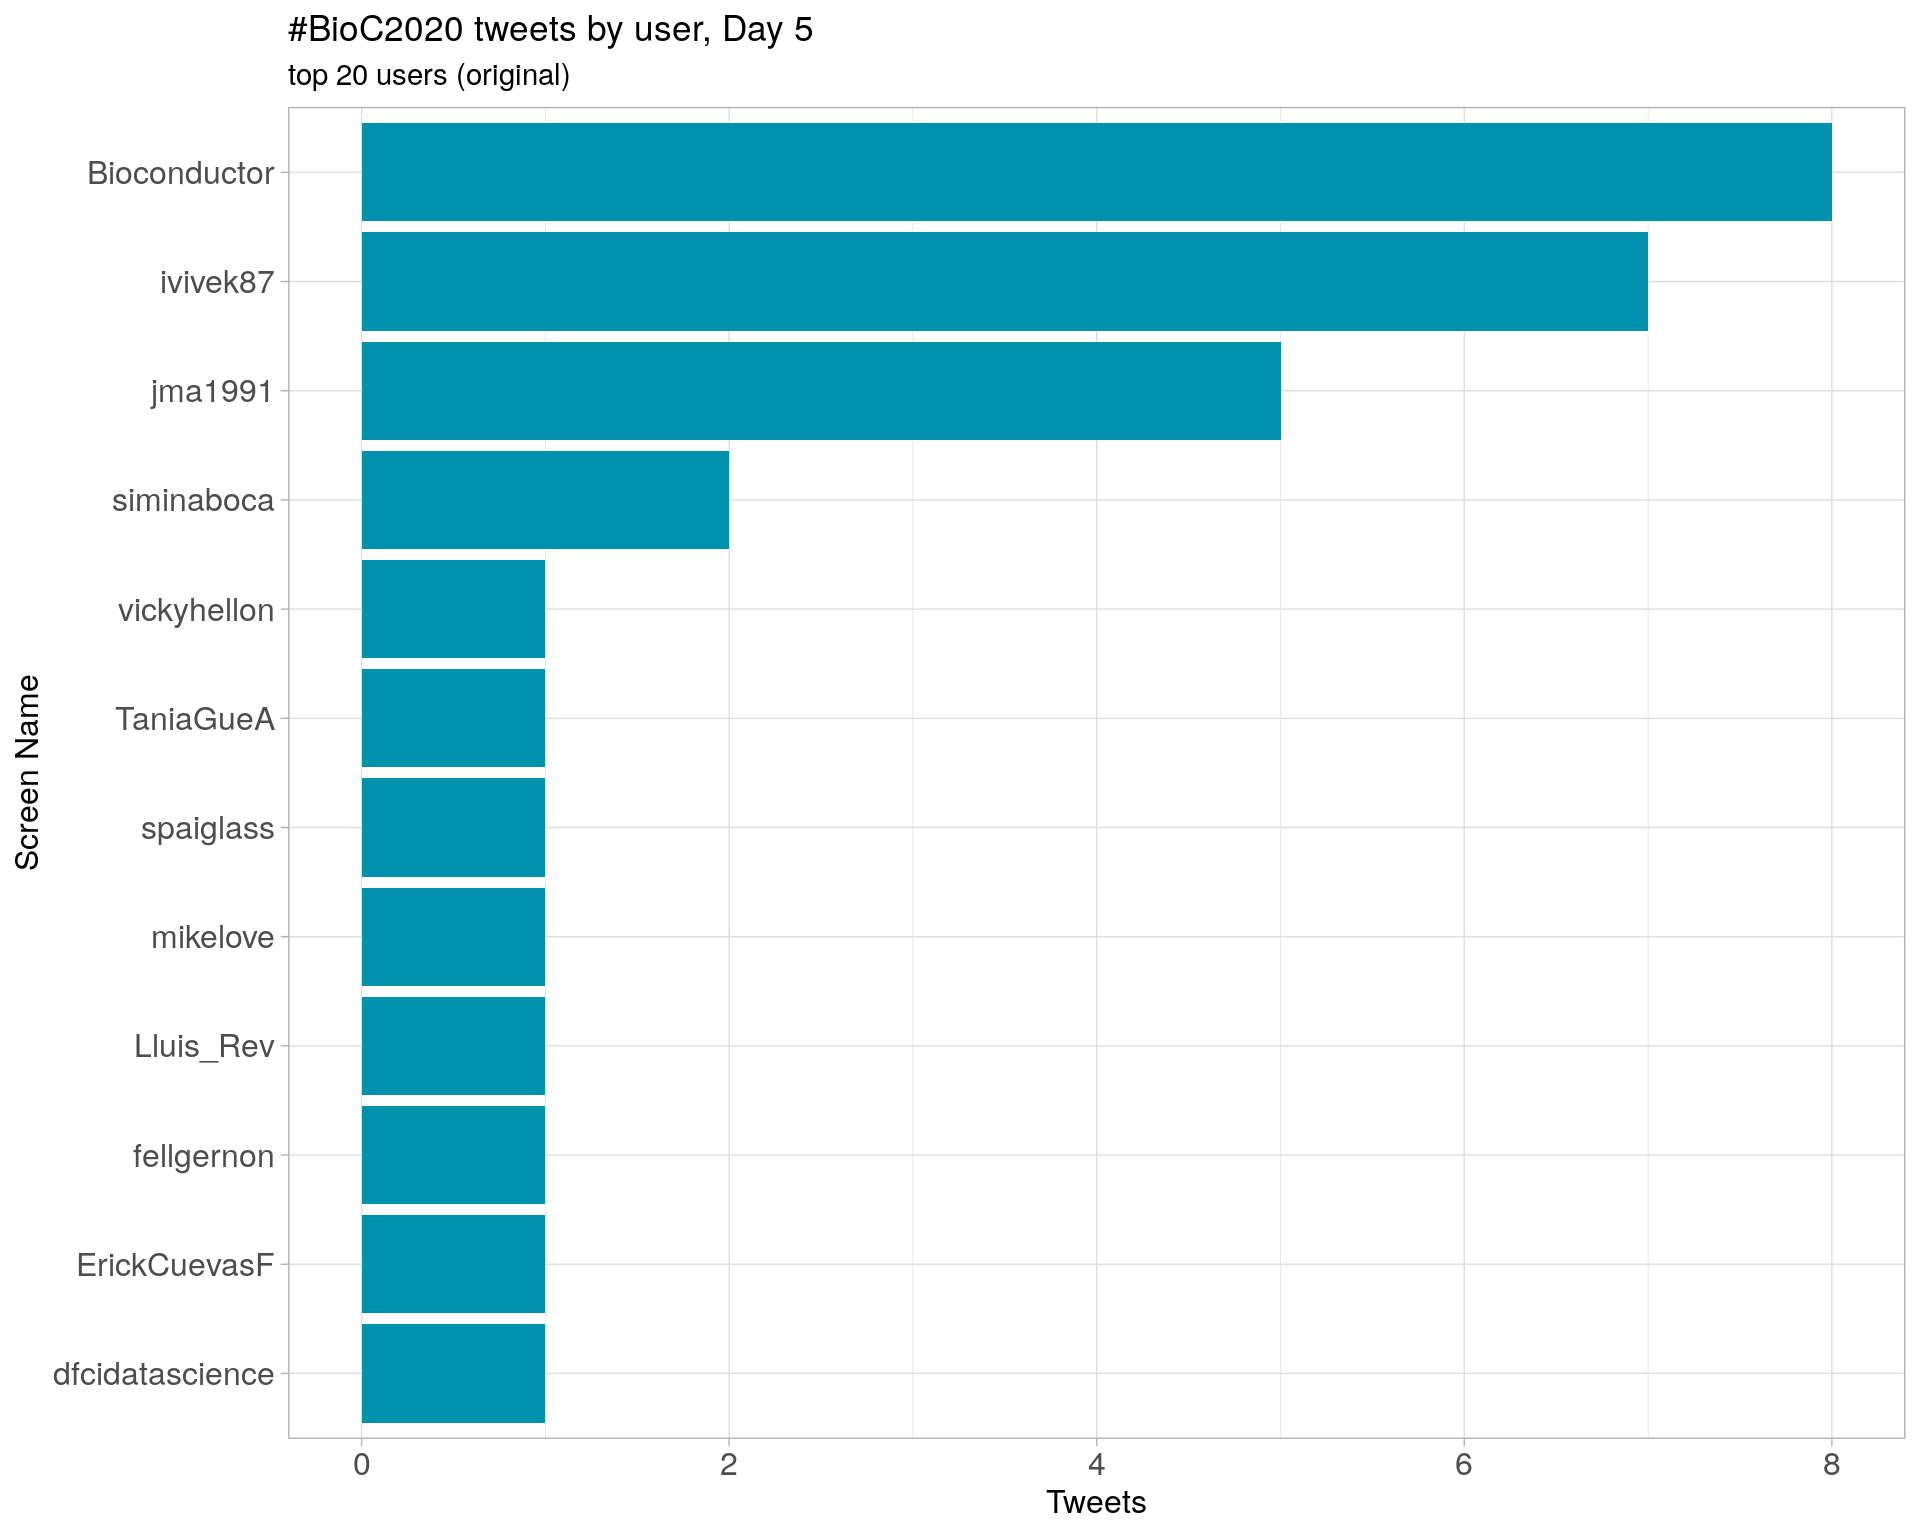 #BioC2020 tweets by user, Day 5
top 20 users (original)
Screen Name
Bioconductor
ivivek87
jma1991
siminaboca
vickyhellon
TaniaGueA
spaiglass
mikelove
Lluis_Rev
fellgernon
ErickCuevasF
dfcidatascience
0 2 4 6 8
Tweets